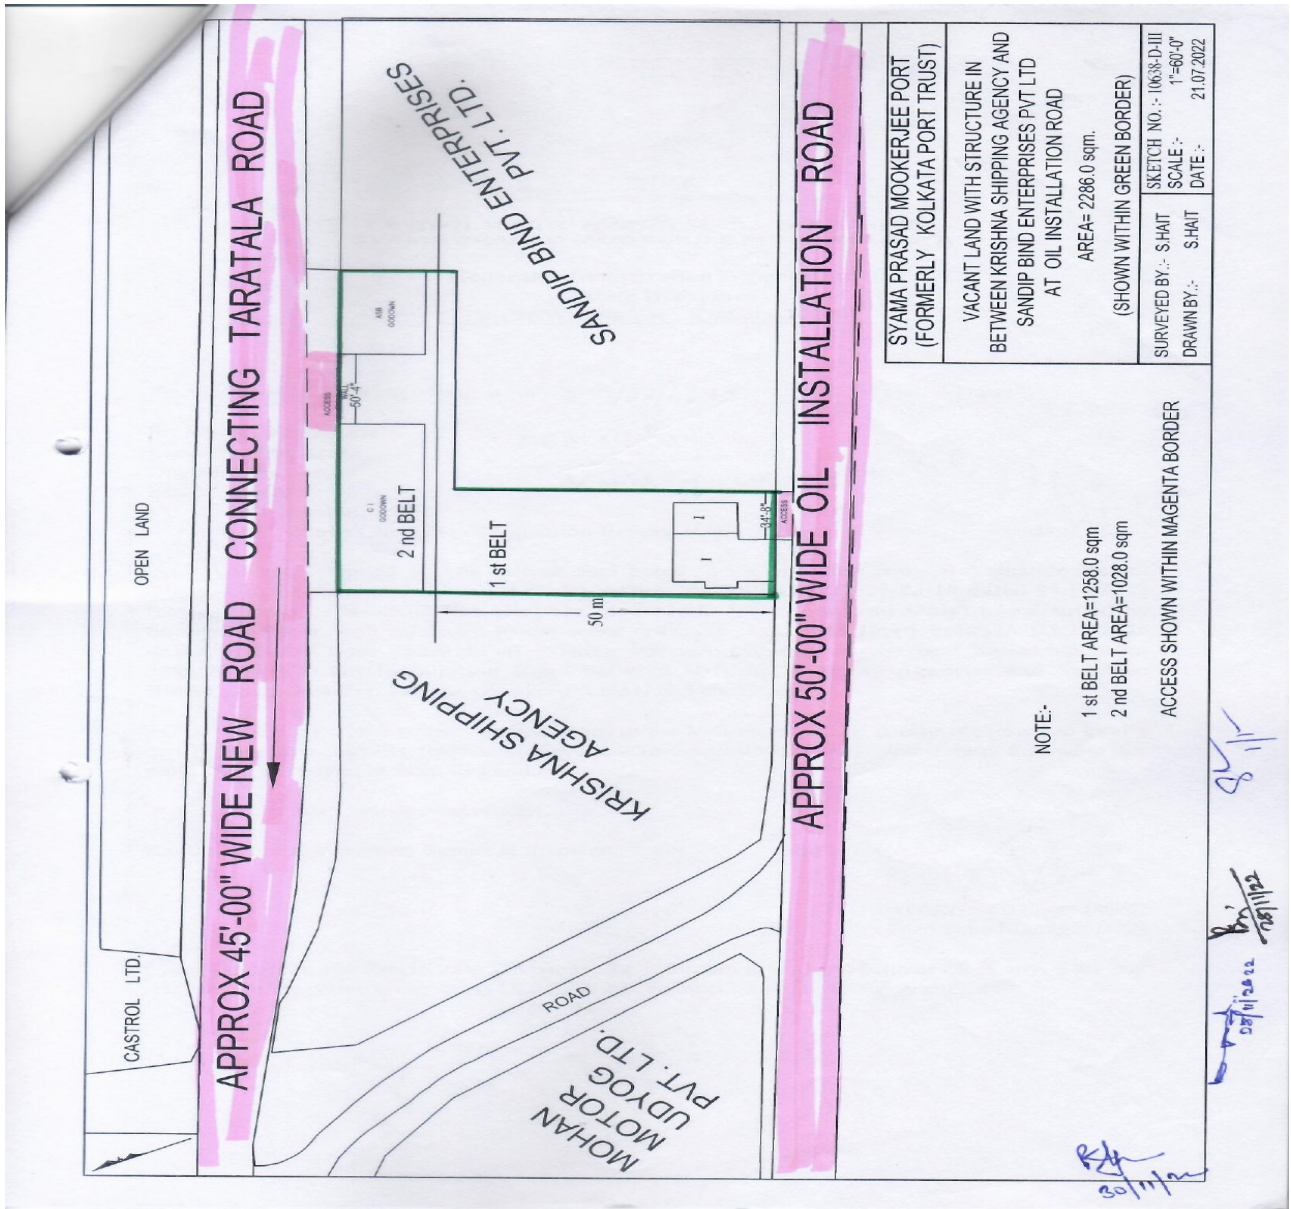 OPEN LAND
CASTROL LTD.
APPROX 45'-00" WIDE NEW ROAD CONNECTING TARATALA ROAD
ACCESS
WALL
50'-4"
ASB
GODOWN
C I
GODOWN
2 nd BELT
1 st BELT
50 m
I
I
34'-8"
ACCESS
SANDIP BIND ENTERPRISES
PVT. LTD.
KRISHNA SHIPPING
AGENCY
ROAD
MOHAN
MOTOR
UDYOG
PVT. LTD.
APPROX 50'-00" WIDE OIL INSTALLATION ROAD
SYAMA PRASAD MOOKERJEE PORT
(FORMERLY KOLKATA PORT TRUST)
VACANT LAND WITH STRUCTURE IN
BETWEEN KRISHNA SHIPPING AGENCY AND
SANDIP BIND ENTERPRISES PVT LTD
AT OIL INSTALLATION ROAD
AREA= 2286.0 sqm.
(SHOWN WITHIN GREEN BORDER)
SURVEYED BY.:- S.HAIT
DRAWN BY.:- S.HAIT
SKETCH NO. :- 10638-D-III
SCALE :- 1"=60'-0"
DATE :- 21.07.2022
NOTE:-
1 st BELT AREA=1258.0 sqm
2 nd BELT AREA=1028.0 sqm
ACCESS SHOWN WITHIN MAGENTA BORDER
28/11/22